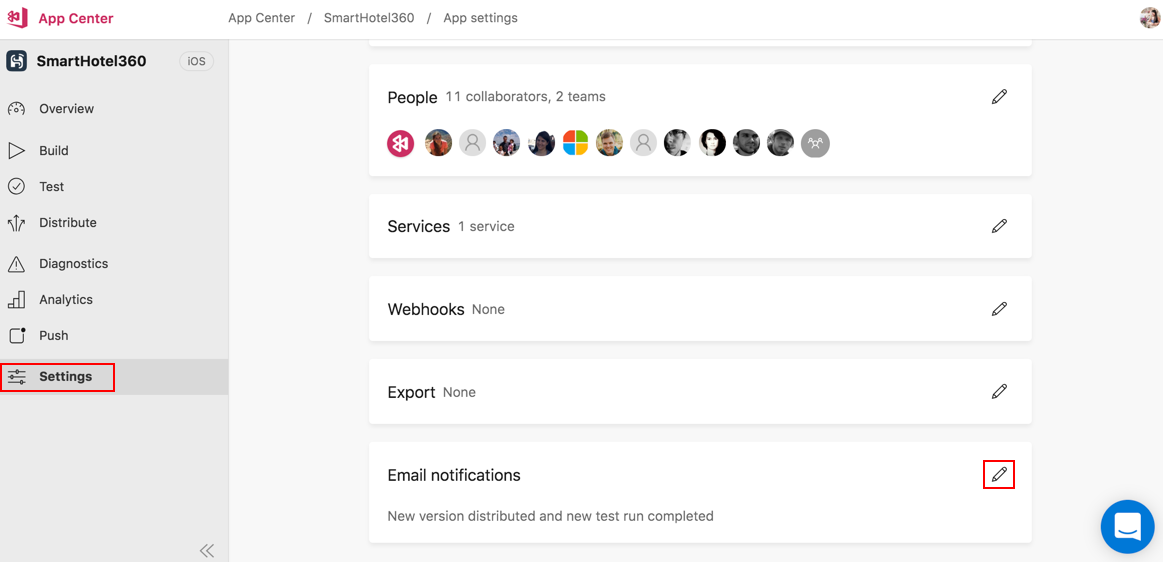 App Center
App Center / SmartHotel360 / App settings
SmartHotel360 iOS
Overview
Build
Test
Distribute
Diagnostics
Analytics
Push
Settings
People 11 collaborators, 2 teams
Services 1 service
Webhooks None
Export None
Email notifications
New version distributed and new test run completed